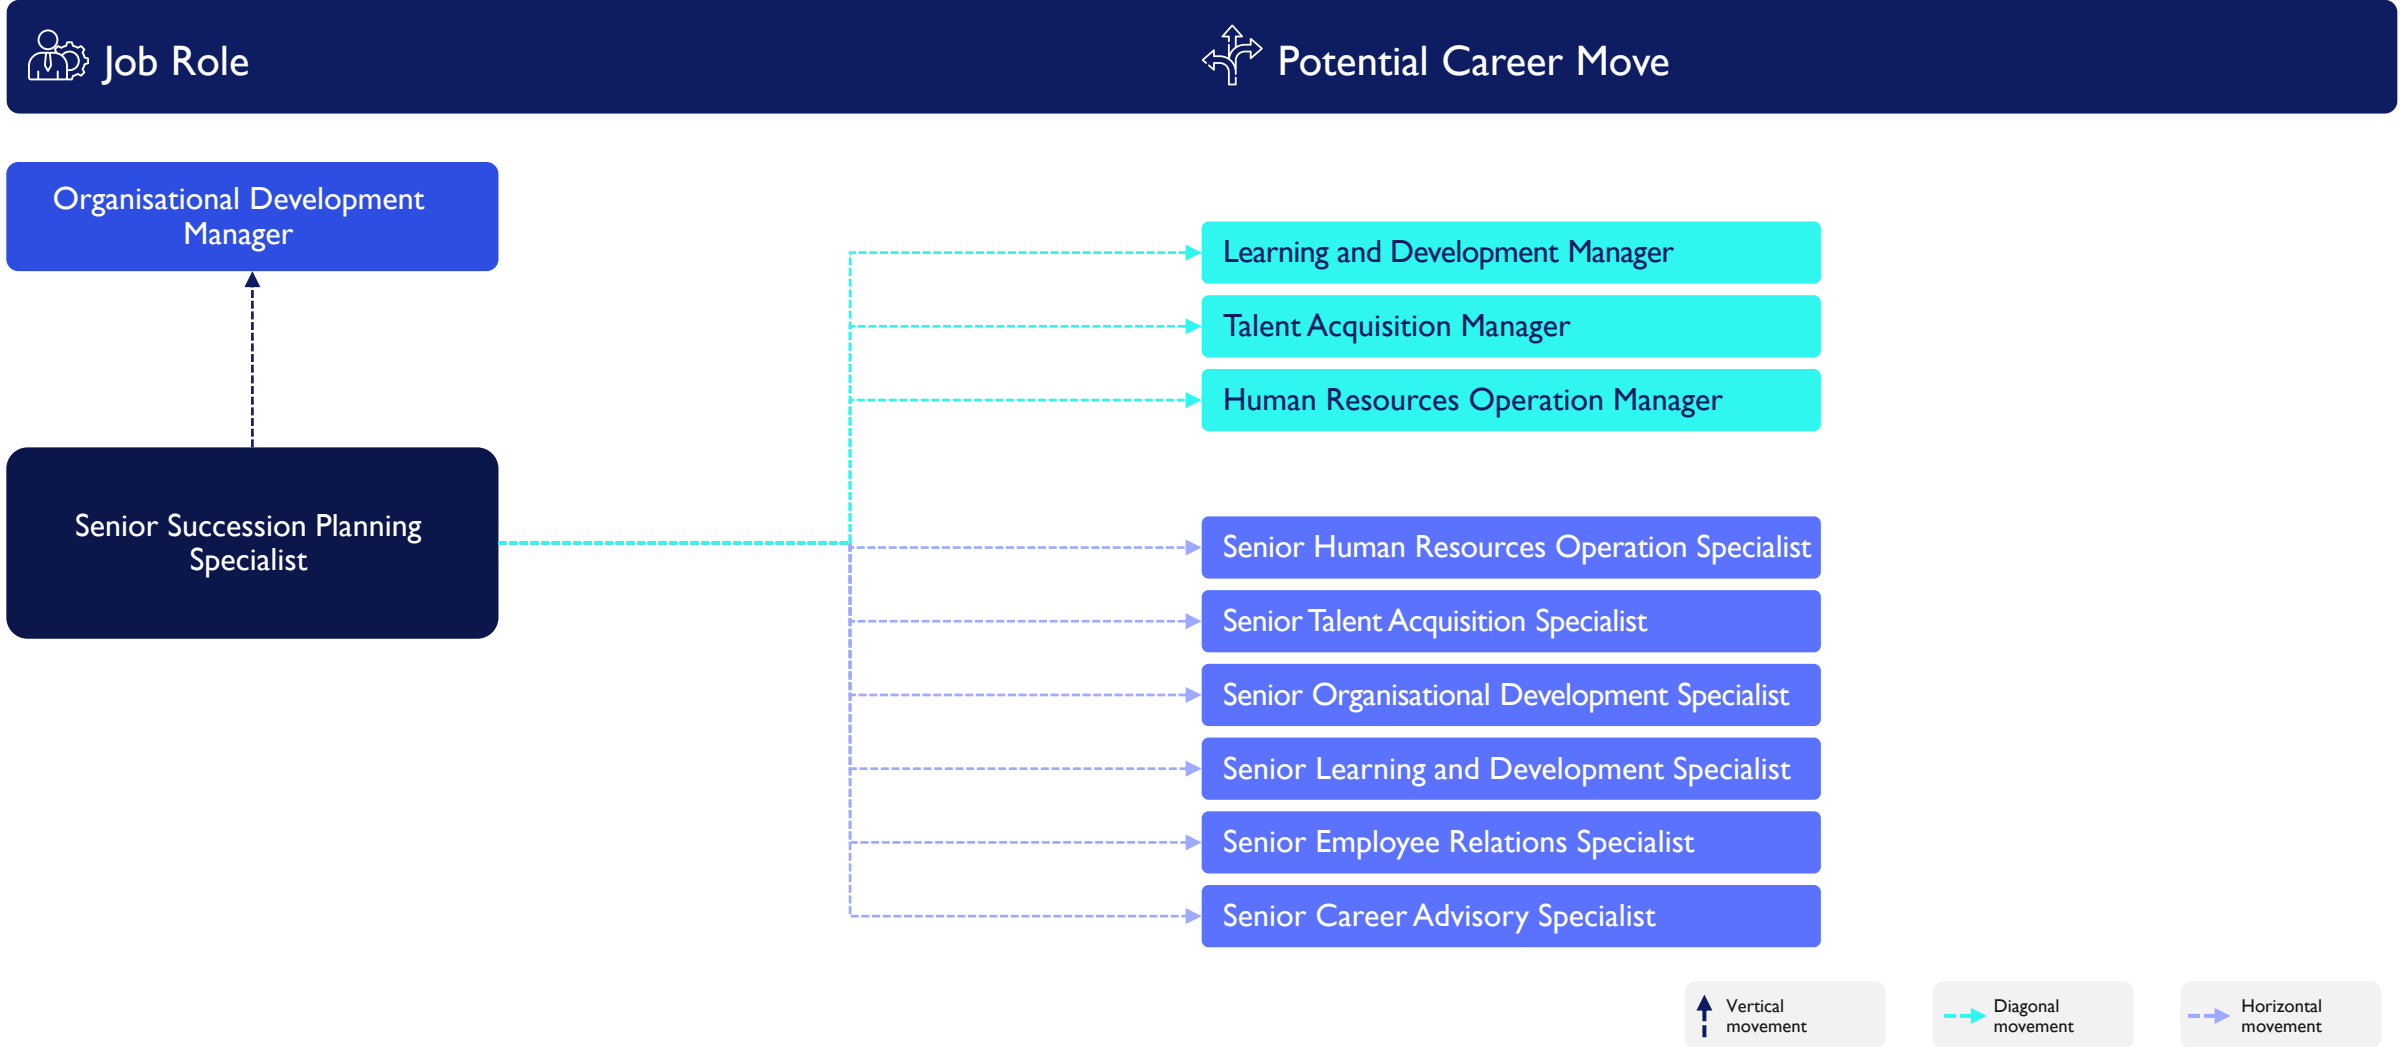 Job Role
Potential Career Move
Organisational Development
Manager
Learning and Development Manager
Talent Acquisition Manager
Human Resources Operation Manager
Senior Succession Planning
Specialist
Senior Human Resources Operation Specialist
Senior Talent Acquisition Specialist
Senior Organisational Development Specialist
Senior Learning and Development Specialist
Senior Employee Relations Specialist
Senior Career Advisory Specialist
Vertical
movement
Diagonal
movement
Horizontal
movement